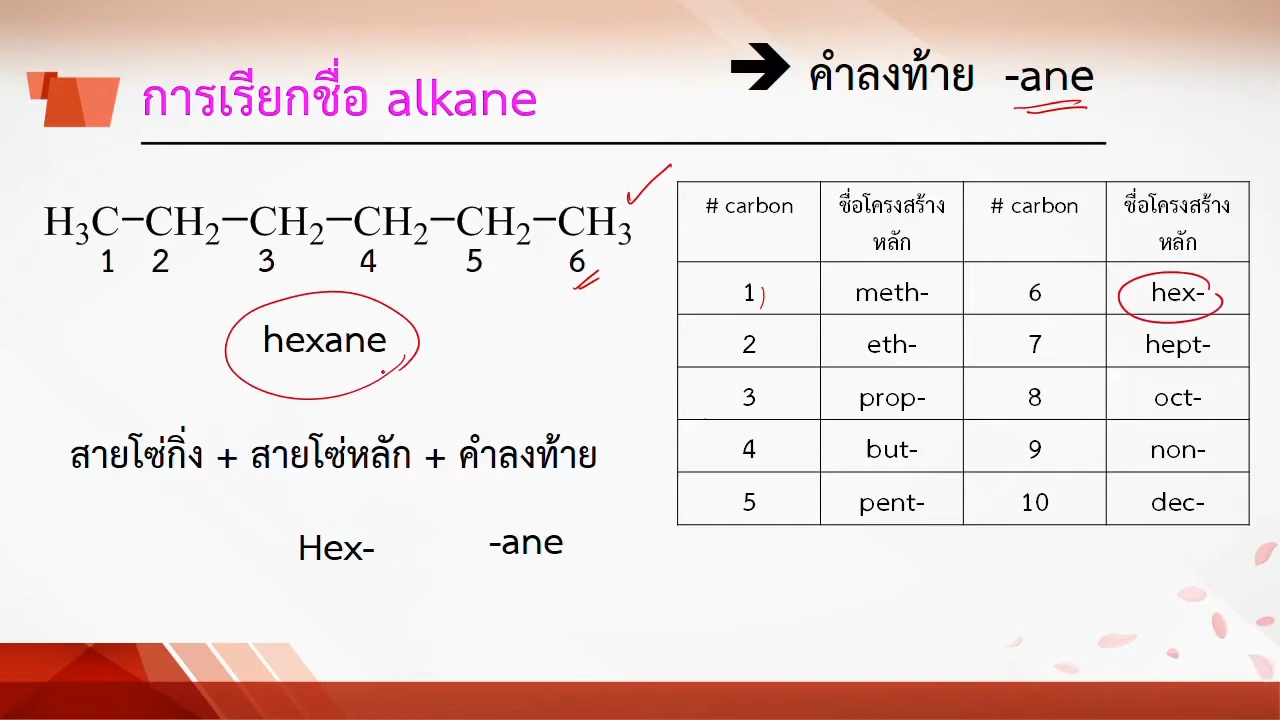 ➔ คำลงท้าย -ane
การเรียกชื่อ alkane
H₃C−CH₂−CH₂−CH₂−CH₂−CH₃
1 2 3 4 5 6
hexane
สายโซ่กิ่ง + สายโซ่หลัก + คำลงท้าย
Hex- -ane
# carbon ชื่อโครงสร้างหลัก # carbon ชื่อโครงสร้างหลัก
1 meth- 6 hex-
2 eth- 7 hept-
3 prop- 8 oct-
4 but- 9 non-
5 pent- 10 dec-